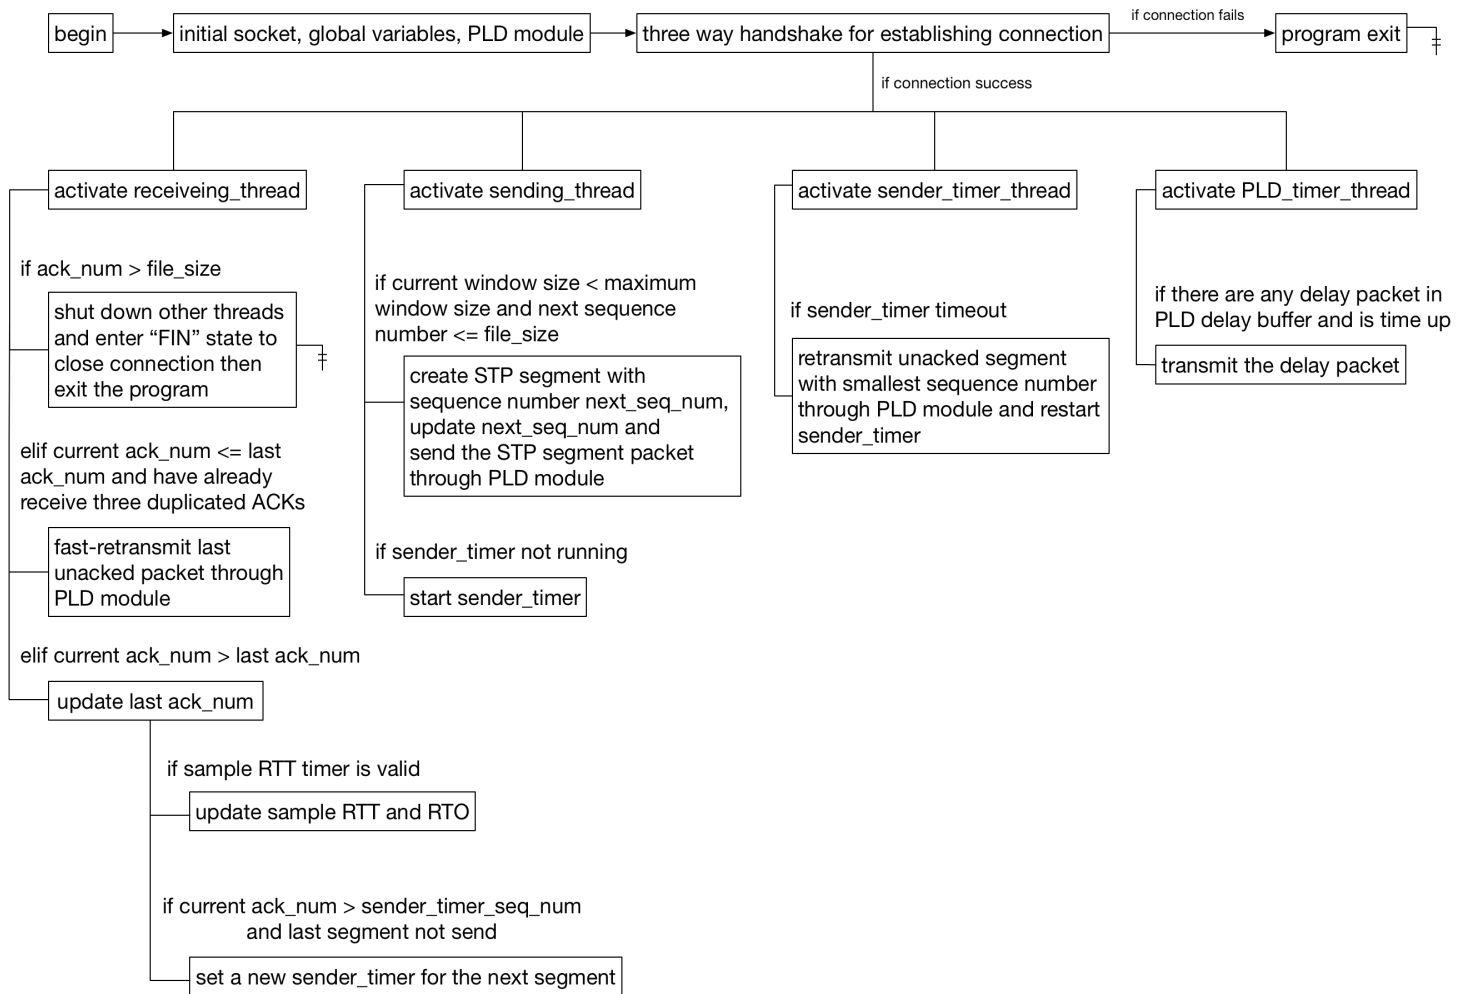 begin
initial socket, global variables, PLD module
three way handshake for establishing connection
if connection fails
program exit
if connection success
activate receiveing_thread
if ack_num > file_size
shut down other threads
and enter “FIN” state to
close connection then
exit the program
elif current ack_num <= last
ack_num and have already
receive three duplicated ACKs
fast-retransmit last
unacked packet through
PLD module
elif current ack_num > last ack_num
update last ack_num
if sample RTT timer is valid
update sample RTT and RTO
if current ack_num > sender_timer_seq_num
and last segment not send
set a new sender_timer for the next segment
activate sending_thread
if current window size < maximum
window size and next sequence
number <= file_size
create STP segment with
sequence number next_seq_num,
update next_seq_num and
send the STP segment packet
through PLD module
if sender_timer not running
start sender_timer
activate sender_timer_thread
if sender_timer timeout
retransmit unacked segment
with smallest sequence number
through PLD module and restart
sender_timer
activate PLD_timer_thread
if there are any delay packet in
PLD delay buffer and is time up
transmit the delay packet